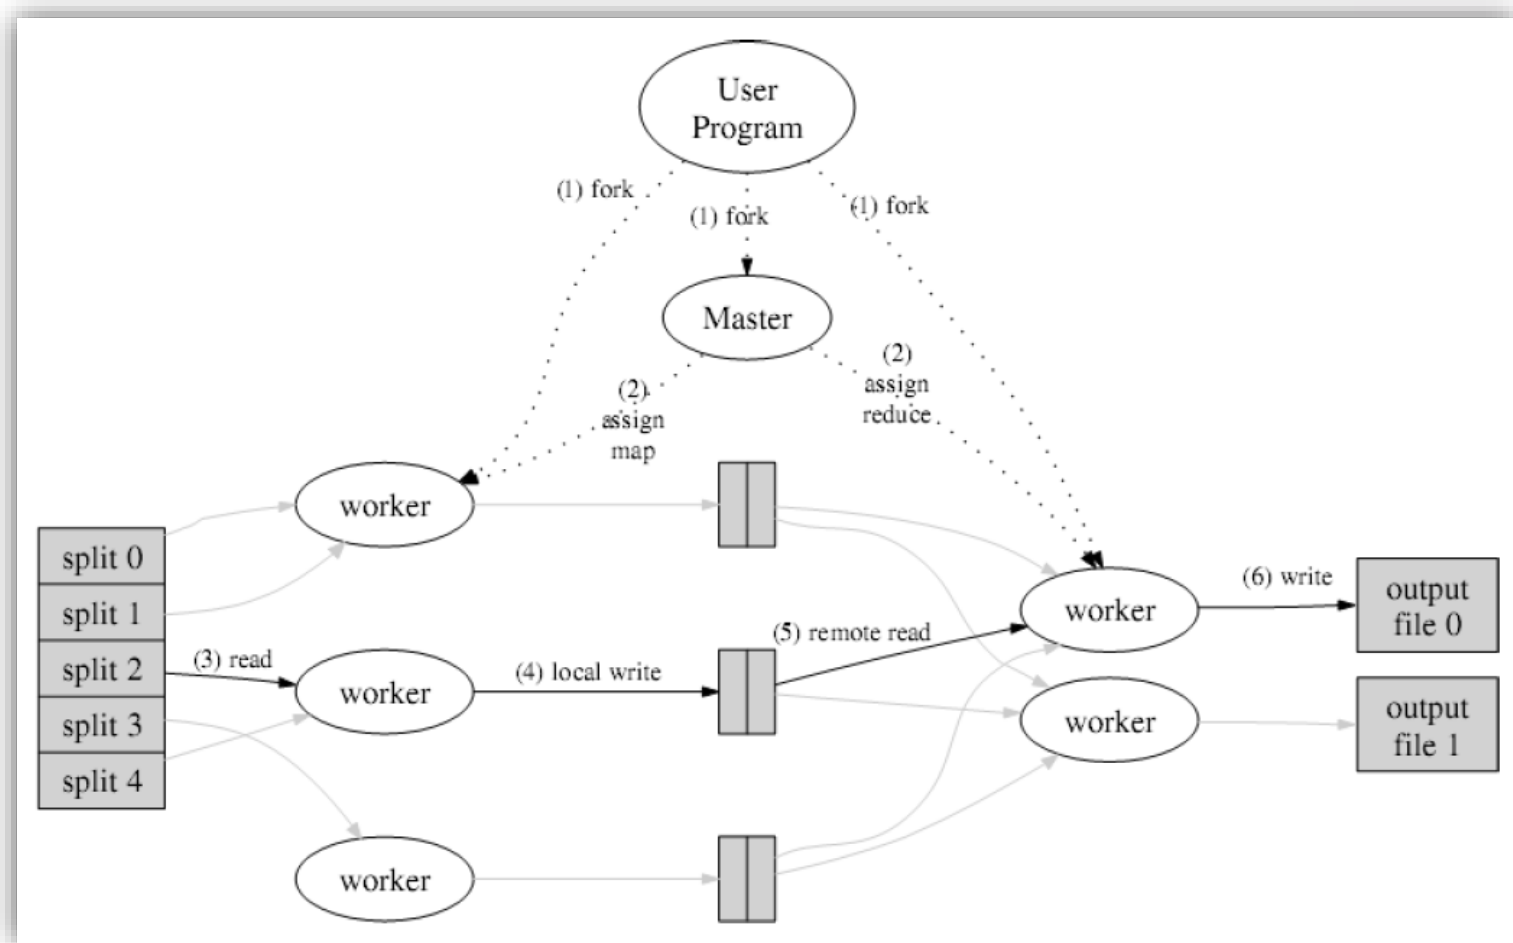 User
Program
(1) fork
(1) fork
(1) fork
Master
(2)
assign
map
(2)
assign
reduce
worker
split 0
split 1
split 2
split 3
split 4
(3) read
worker
(4) local write
worker
(5) remote read
worker
(6) write
output
file 0
worker
output
file 1